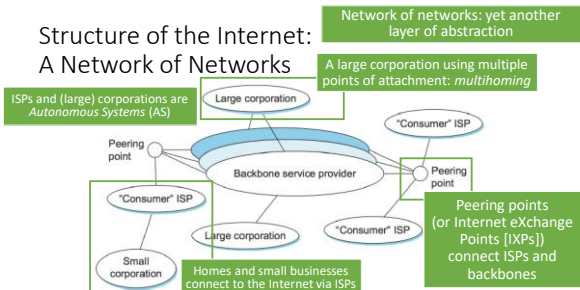 Structure of the Internet:
A Network of Networks
Network of networks: yet another
layer of abstraction
A large corporation using multiple
points of attachment: multihoming
ISPs and (large) corporations are
Autonomous Systems (AS)
Large corporation
"Consumer" ISP
Peering
point
Backbone service provider
Peering
point
"Consumer" ISP
Large corporation
"Consumer" ISP
Small
corporation
Peering points
(or Internet eXchange
Points [IXPs])
connect ISPs and
backbones
Homes and small businesses
connect to the Internet via ISPs